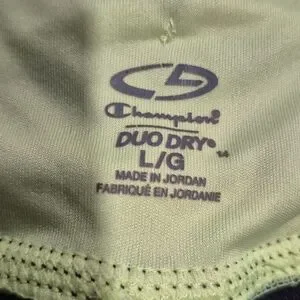 Champion
DUO DRY®
L/G
MADE IN JORDAN
FABRIQUÉ EN JORDANIE